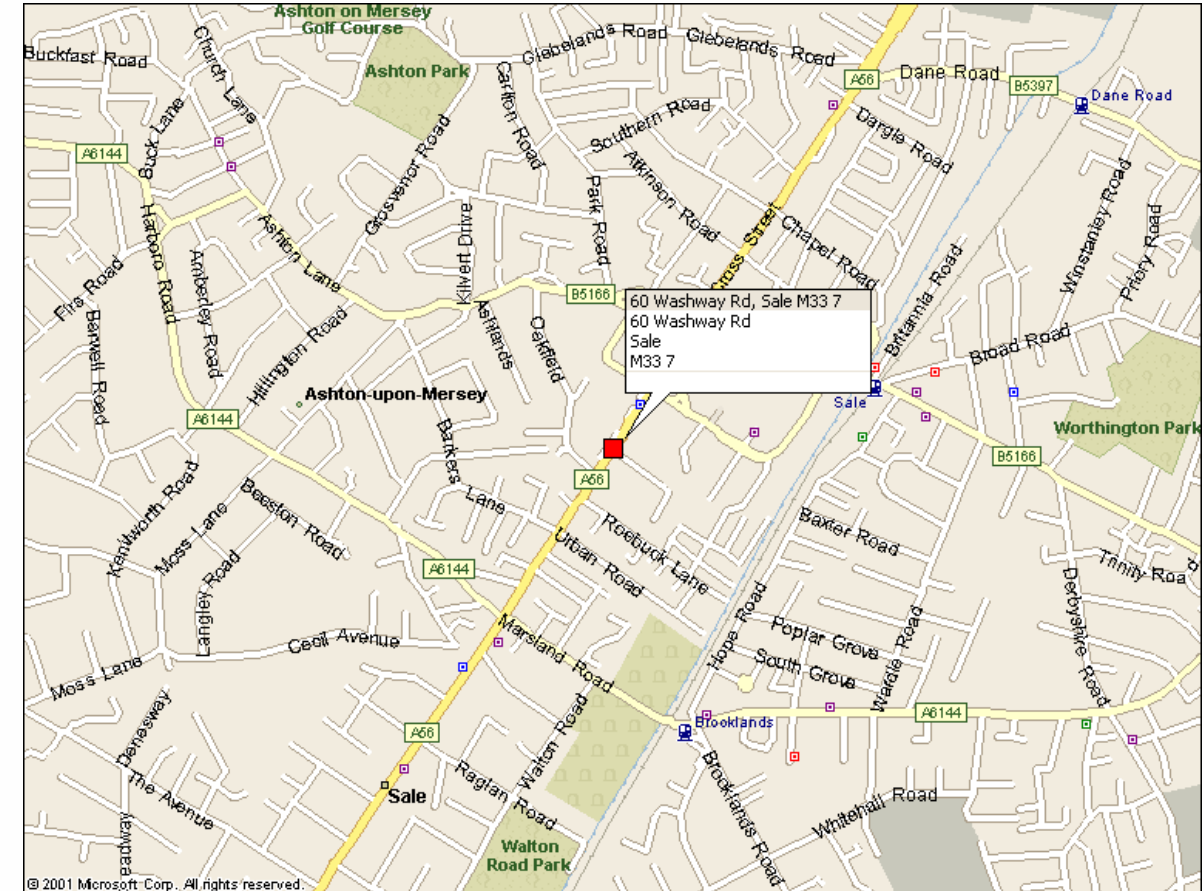 Ashton on Mersey
Golf Course
Buckfast Road
Church Lane
Ashton Park
Glebelands Road
Glebelands Road
A56
Dane Road
B5397
Dane Road
Carlton Road
Southern Road
Dargle Road
Buck Lane
A6144
Grosvenor Road
Atkinson Road
Park Road
Kilvert Drive
Cross Street
Chapel Road
Winstanley Road
Priory Road
Harboro Road
Ashton Lane
Amberley Road
Firs Road
B5166
Britannia Road
60 Washway Rd, Sale M33 7
60 Washway Rd
Sale
M33 7
Barwell Road
Hillington Road
Ashlands
Oakfield
Broad Road
Ashton-upon-Mersey
Sale
A6144
Worthington Park
Barkers Lane
B5166
A56
Kenilworth Road
Moss Lane
Beeston Road
Roebuck Lane
Baxter Road
Urban Road
Trinity Road
Langley Road
A6144
Derbyshire Road
Cecil Avenue
Marsland Road
Hope Road
Poplar Grove
South Grove
Wardle Road
Moss Lane
A6144
Brooklands
Denesway
A56
Walton Road
The Avenue
Sale
Raglan Road
Brooklands Road
Whitehall Road
Walton
Road Park
© 2001 Microsoft Corp. All rights reserved.